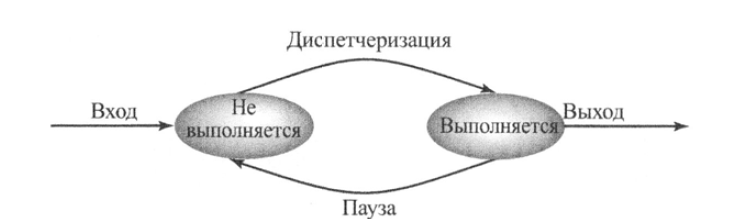 Диспетчеризация
Вход
Не
выполняется
Выполняется
Выход
Пауза